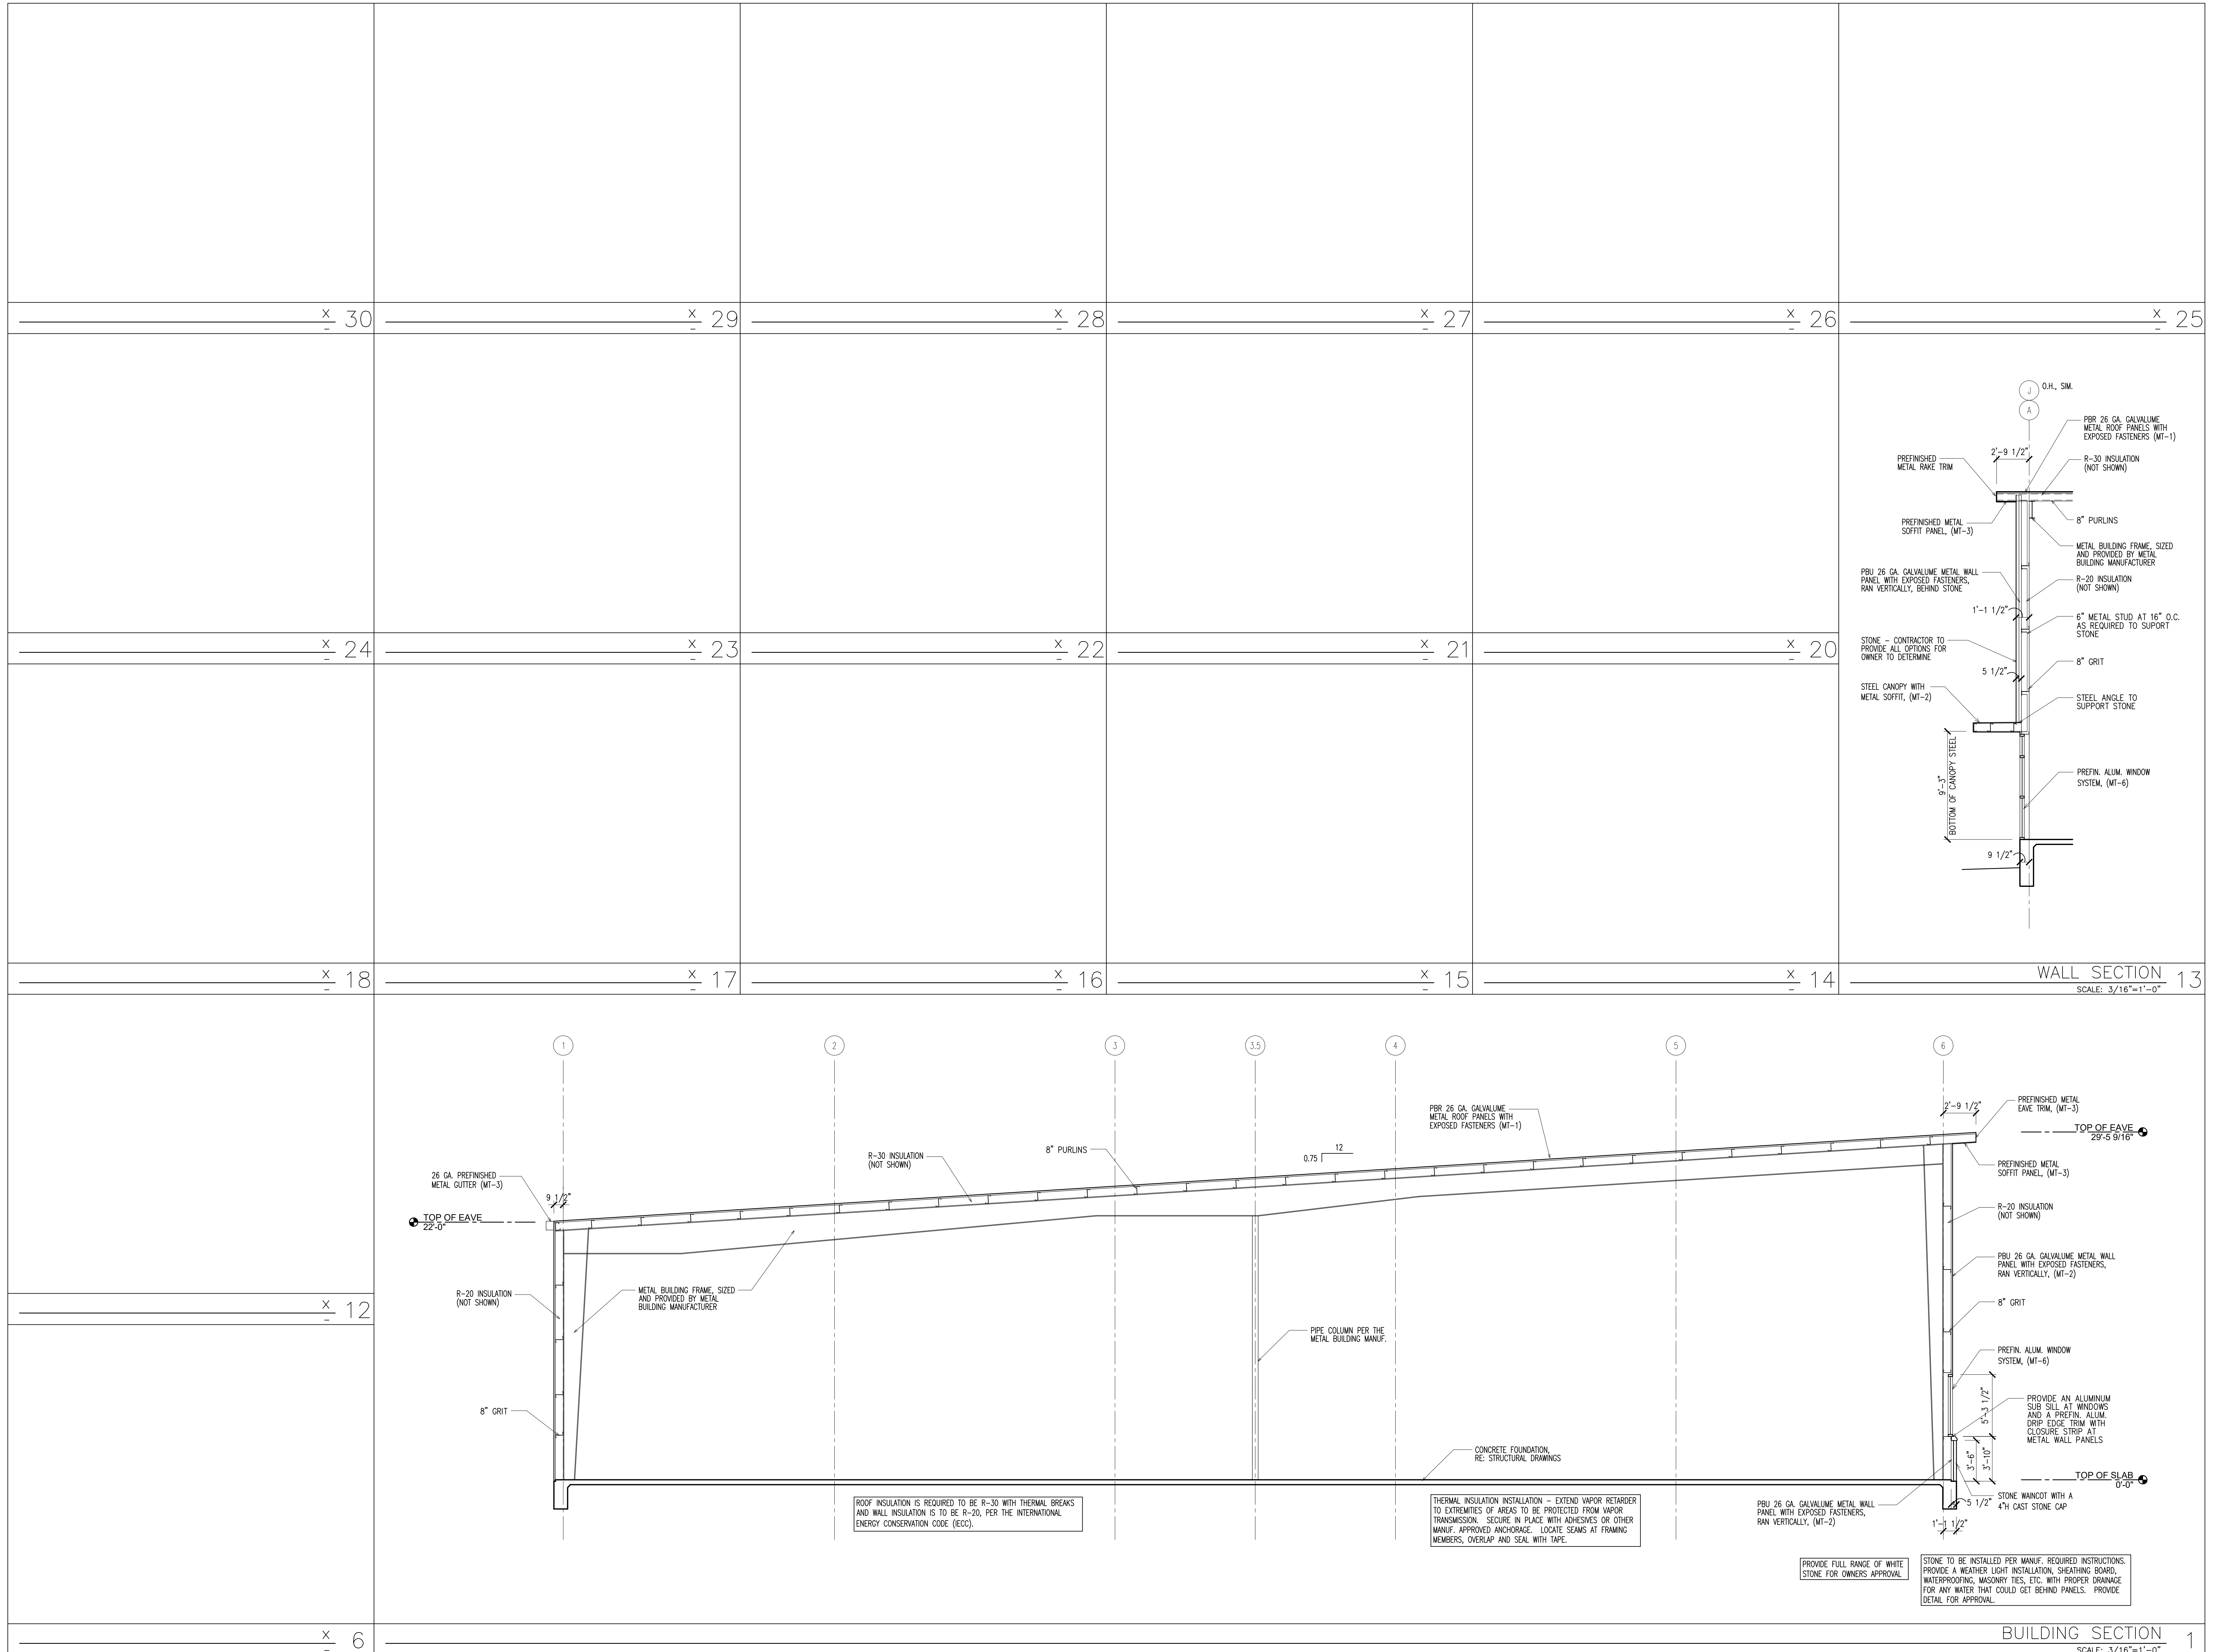 X 30
-
X 29
-
X 28
-
X 27
-
X 26
-
X 25
-
J
O.H., SIM.
A
PBR 26 GA. GALVALUME
METAL ROOF PANELS WITH
EXPOSED FASTENERS (MT-1)
2'-9 1/2"
PREFINISHED
METAL RAKE TRIM
R-30 INSULATION
(NOT SHOWN)
PREFINISHED METAL
SOFFIT PANEL, (MT-3)
8" PURLINS
METAL BUILDING FRAME, SIZED
AND PROVIDED BY METAL
BUILDING MANUFACTURER
PBU 26 GA. GALVALUME METAL WALL
PANEL WITH EXPOSED FASTENERS,
RAN VERTICALLY, BEHIND STONE
R-20 INSULATION
(NOT SHOWN)
1'-1 1/2"
6" METAL STUD AT 16" O.C.
AS REQUIRED TO SUPORT
STONE
STONE - CONTRACTOR TO
PROVIDE ALL OPTIONS FOR
OWNER TO DETERMINE
8" GRIT
5 1/2"
STEEL CANOPY WITH
METAL SOFFIT, (MT-2)
STEEL ANGLE TO
SUPPORT STONE
9'-3"
BOTTOM OF CANOPY STEEL
PREFIN. ALUM. WINDOW
SYSTEM, (MT-6)
9 1/2"
X 24
-
X 23
-
X 22
-
X 21
-
X 20
-
X 18
-
X 17
-
X 16
-
X 15
-
X 14
-
WALL SECTION 13
SCALE: 3/16"=1'-0"
1
2
3
3.5
4
5
6
PBR 26 GA. GALVALUME
METAL ROOF PANELS WITH
EXPOSED FASTENERS (MT-1)
2'-9 1/2"
PREFINISHED METAL
EAVE TRIM, (MT-3)
TOP OF EAVE
29'-5 9/16"
8" PURLINS
12
0.75
R-30 INSULATION
(NOT SHOWN)
PREFINISHED METAL
SOFFIT PANEL, (MT-3)
26 GA. PREFINISHED
METAL GUTTER (MT-3)
9 1/2"
TOP OF EAVE
22'-0"
R-20 INSULATION
(NOT SHOWN)
PBU 26 GA. GALVALUME METAL WALL
PANEL WITH EXPOSED FASTENERS,
RAN VERTICALLY, (MT-2)
R-20 INSULATION
(NOT SHOWN)
METAL BUILDING FRAME, SIZED
AND PROVIDED BY METAL
BUILDING MANUFACTURER
8" GRIT
PIPE COLUMN PER THE
METAL BUILDING MANUF.
PREFIN. ALUM. WINDOW
SYSTEM, (MT-6)
8" GRIT
5'-3 1/2"
PROVIDE AN ALUMINUM
SUB SILL AT WINDOWS
AND A PREFIN. ALUM.
DRIP EDGE TRIM WITH
CLOSURE STRIP AT
METAL WALL PANELS
CONCRETE FOUNDATION,
RE: STRUCTURAL DRAWINGS
3'-6"
3'-10"
TOP OF SLAB
0'-0"
ROOF INSULATION IS REQUIRED TO BE R-30 WITH THERMAL BREAKS
AND WALL INSULATION IS TO BE R-20, PER THE INTERNATIONAL
ENERGY CONSERVATION CODE (IECC).
THERMAL INSULATION INSTALLATION - EXTEND VAPOR RETARDER
TO EXTREMITIES OF AREAS TO BE PROTECTED FROM VAPOR
TRANSMISSION. SECURE IN PLACE WITH ADHESIVES OR OTHER
MANUF. APPROVED ANCHORAGE. LOCATE SEAMS AT FRAMING
MEMBERS, OVERLAP AND SEAL WITH TAPE.
PBU 26 GA. GALVALUME METAL WALL
PANEL WITH EXPOSED FASTENERS,
RAN VERTICALLY, (MT-2)
5 1/2"
STONE WAINCOT WITH A
4"H CAST STONE CAP
1'-1 1/2"
PROVIDE FULL RANGE OF WHITE
STONE FOR OWNERS APPROVAL
STONE TO BE INSTALLED PER MANUF. REQUIRED INSTRUCTIONS.
PROVIDE A WEATHER LIGHT INSTALLATION, SHEATHING BOARD,
WATERPROOFING, MASONRY TIES, ETC. WITH PROPER DRAINAGE
FOR ANY WATER THAT COULD GET BEHIND PANELS. PROVIDE
DETAIL FOR APPROVAL.
X 12
-
X 6
-
BUILDING SECTION 1
SCALE: 3/16"=1'-0"